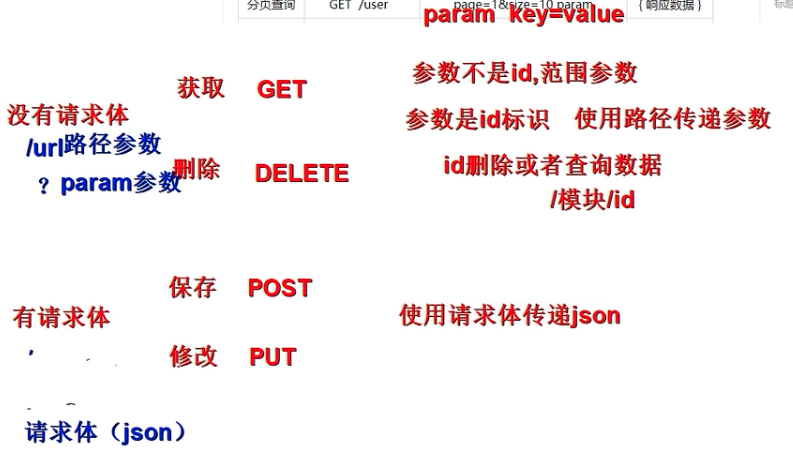 分页查询 GET /user page=1&size=10 param { 响应数据 }
param key=value
获取 GET 参数不是id,范围参数
没有请求体 参数是id标识 使用路径传递参数
/url路径参数
删除 DELETE id删除或者查询数据
? param参数
/模块/id
保存 POST
有请求体 使用请求体传递json
修改 PUT
请求体（json）